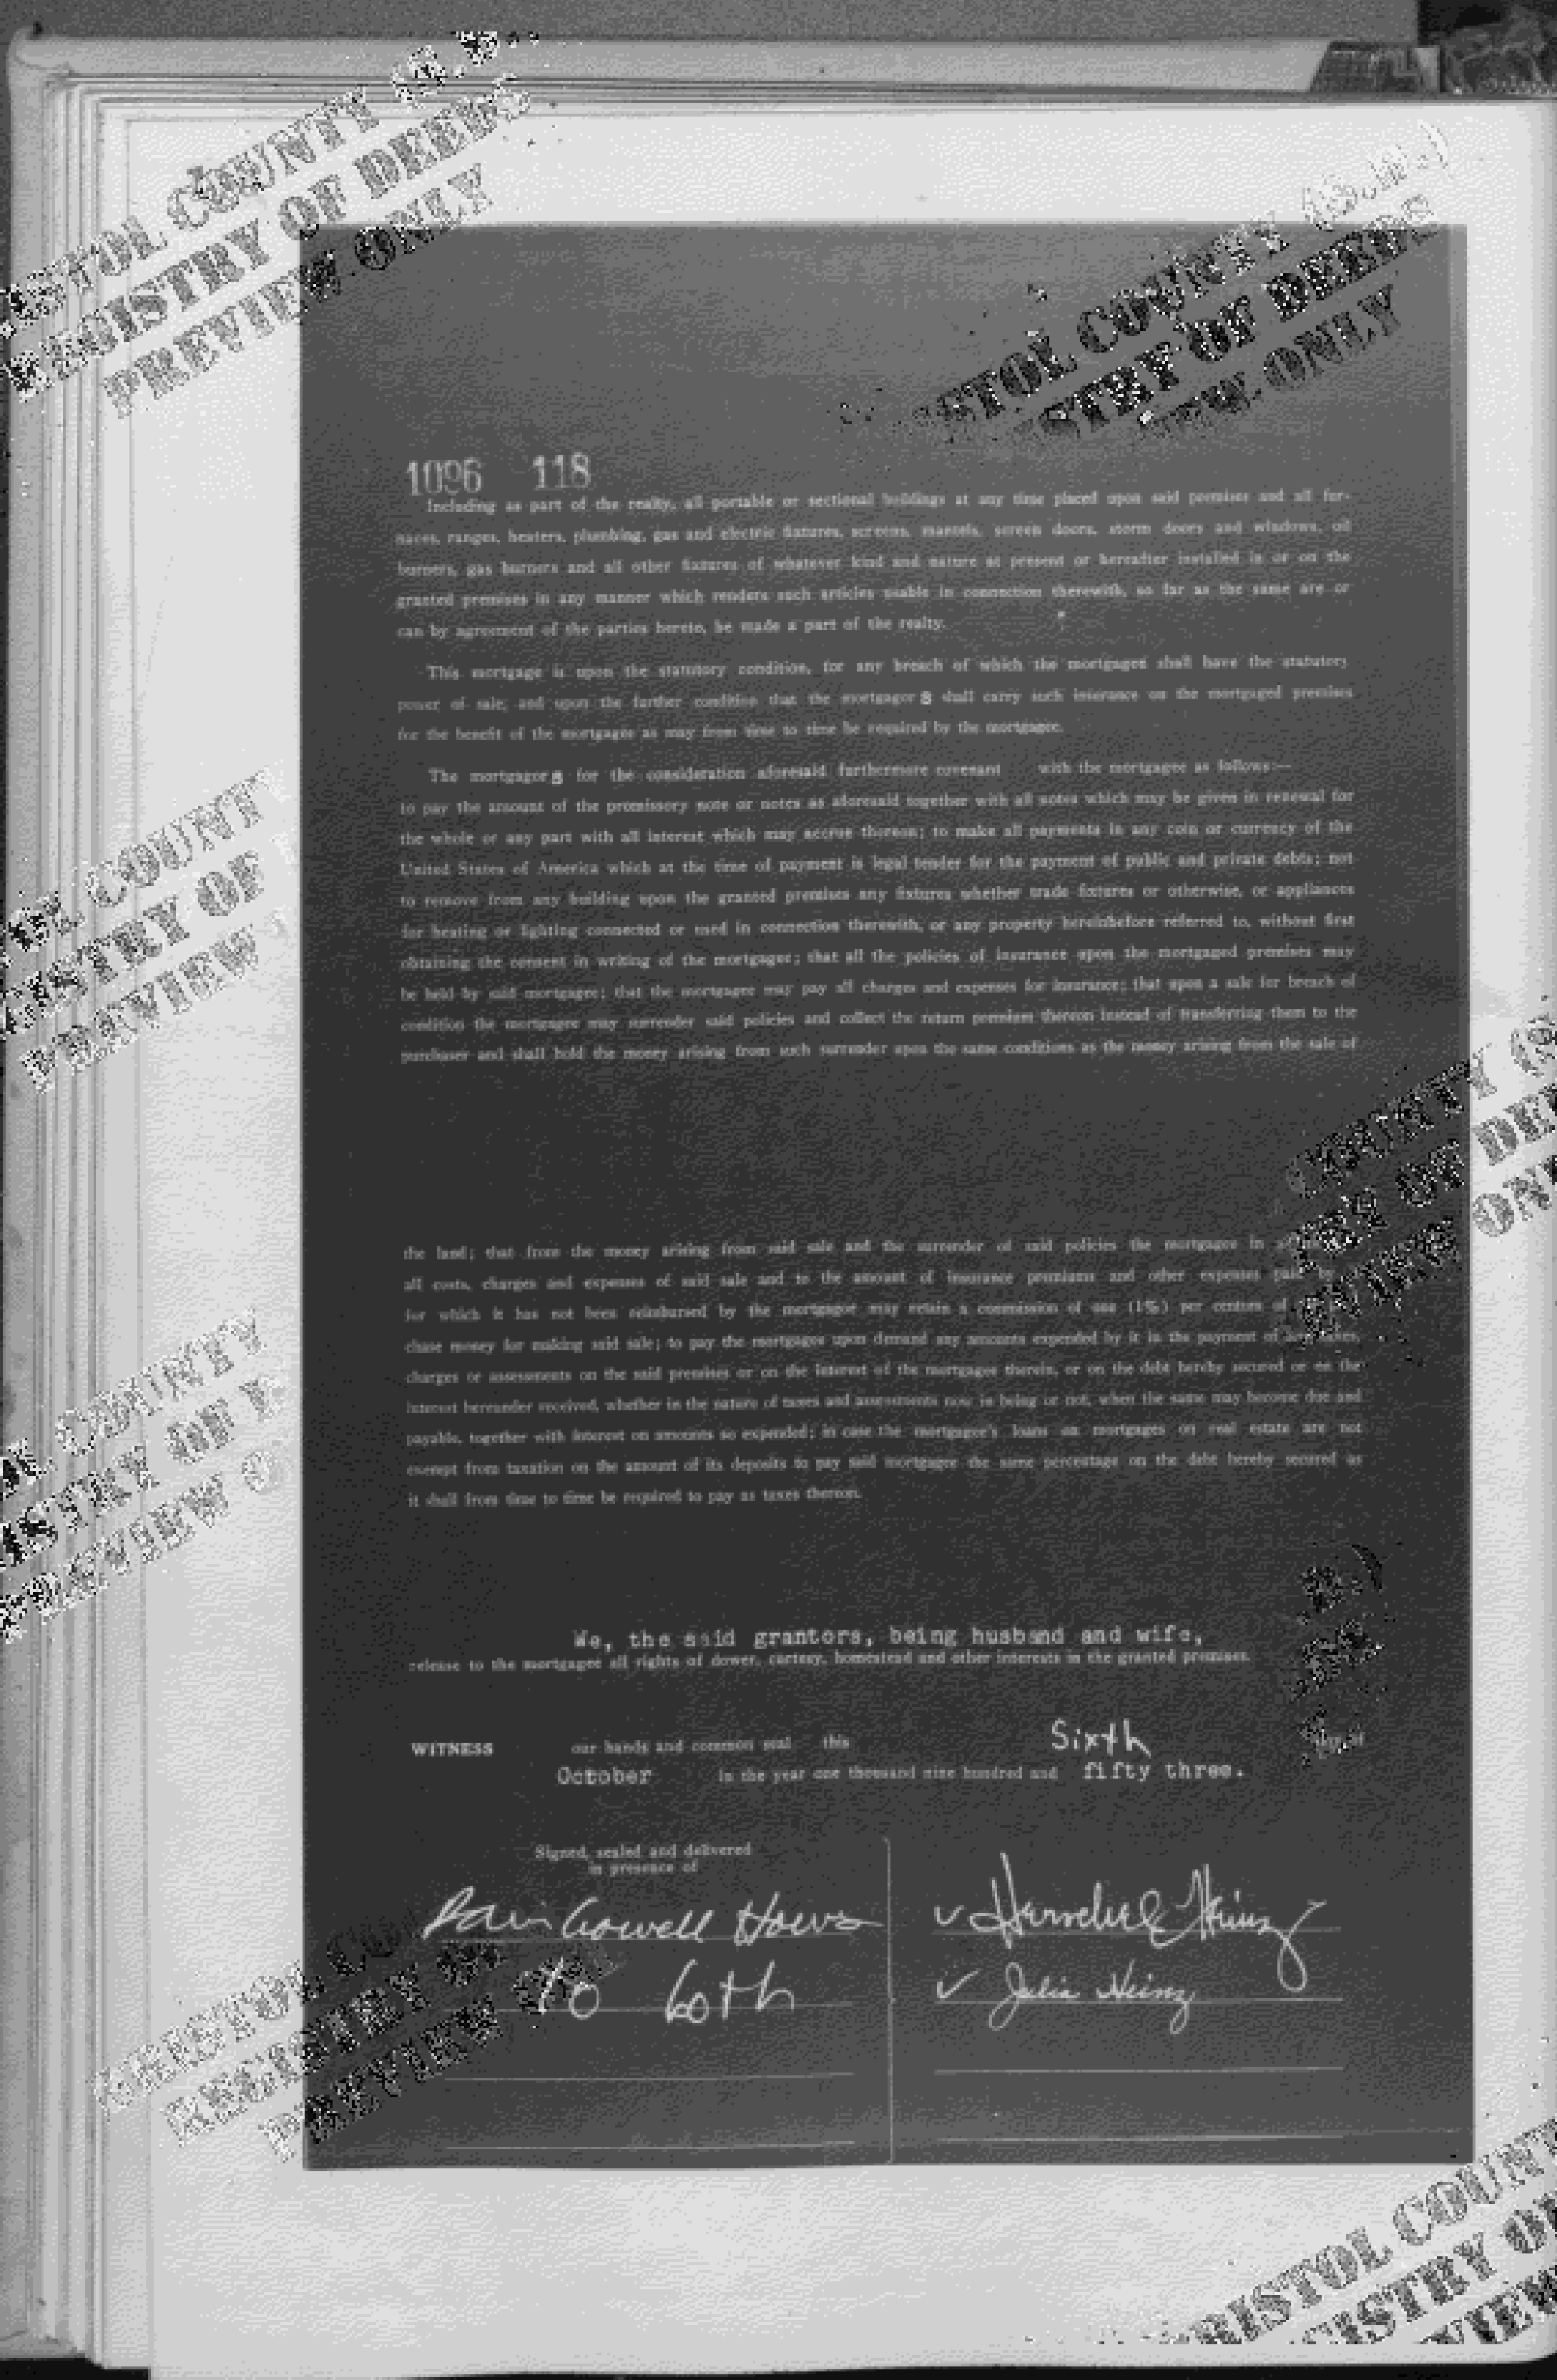 1096 118
Including as part of the realty, all portable or sectional buildings at any time placed upon said premises and all fur-
naces, ranges, heaters, plumbing, gas and electric fixtures, screens, mantels, screen doors, storm doors and windows, oil
burners, gas burners and all other fixtures of whatever kind and nature at present or hereafter installed in or on the
granted premises in any manner which renders such articles usable in connection therewith, so far as the same are or
can by agreement of the parties hereto, be made a part of the realty.
This mortgage is upon the statutory condition, for any breach of which the mortgagee shall have the statutory
power of sale; and upon the further condition that the mortgagor s shall carry such insurance on the mortgaged premises
for the benefit of the mortgagee as may from time to time be required by the mortgagee.
The mortgagor s for the consideration aforesaid furthermore covenant with the mortgagee as follows:—
to pay the amount of the promissory note or notes as aforesaid together with all notes which may be given in renewal for
the whole or any part with all interest which may accrue thereon; to make all payments in any coin or currency of the
United States of America which at the time of payment is legal tender for the payment of public and private debts; not
to remove from any building upon the granted premises any fixtures whether trade fixtures or otherwise, or appliances
for heating or lighting connected or used in connection therewith, or any property hereinbefore referred to, without first
obtaining the consent in writing of the mortgagee; that all the policies of insurance upon the mortgaged premises may
be held by said mortgagee; that the mortgagee may pay all charges and expenses for insurance; that upon a sale for breach of
condition the mortgagee may surrender said policies and collect the return premium thereon instead of transferring them to the
purchaser and shall hold the money arising from such surrender upon the same conditions as the money arising from the sale of
the land; that from the money arising from said sale and the surrender of said policies the mortgagee in
all costs, charges and expenses of said sale and to the amount of insurance premiums and other expenses paid by
for which it has not been reimbursed by the mortgagor may retain a commission of one (1%) per centum of
chase money for making said sale; to pay the mortgagee upon demand any amounts expended by it in the payment of any taxes,
charges or assessments on the said premises or on the interest of the mortgagee therein, or on the debt hereby secured or on the
interest hereunder received, whether in the nature of taxes and assessments now in being or not, when the same may become due and
payable, together with interest on amounts so expended; in case the mortgagee's loans on mortgages on real estate are not
exempt from taxation on the amount of its deposits to pay said mortgagee the same percentage on the debt hereby secured as
it shall from time to time be required to pay as taxes thereon.
We, the said grantors, being husband and wife,
release to the mortgagee all rights of dower, curtesy, homestead and other interests in the granted premises.
WITNESS our hands and common seal this Sixth
October in the year one thousand nine hundred and fifty three.
Signed, sealed and delivered
in presence of
Crowell Howe
to both
Heinz
Julia Heinz